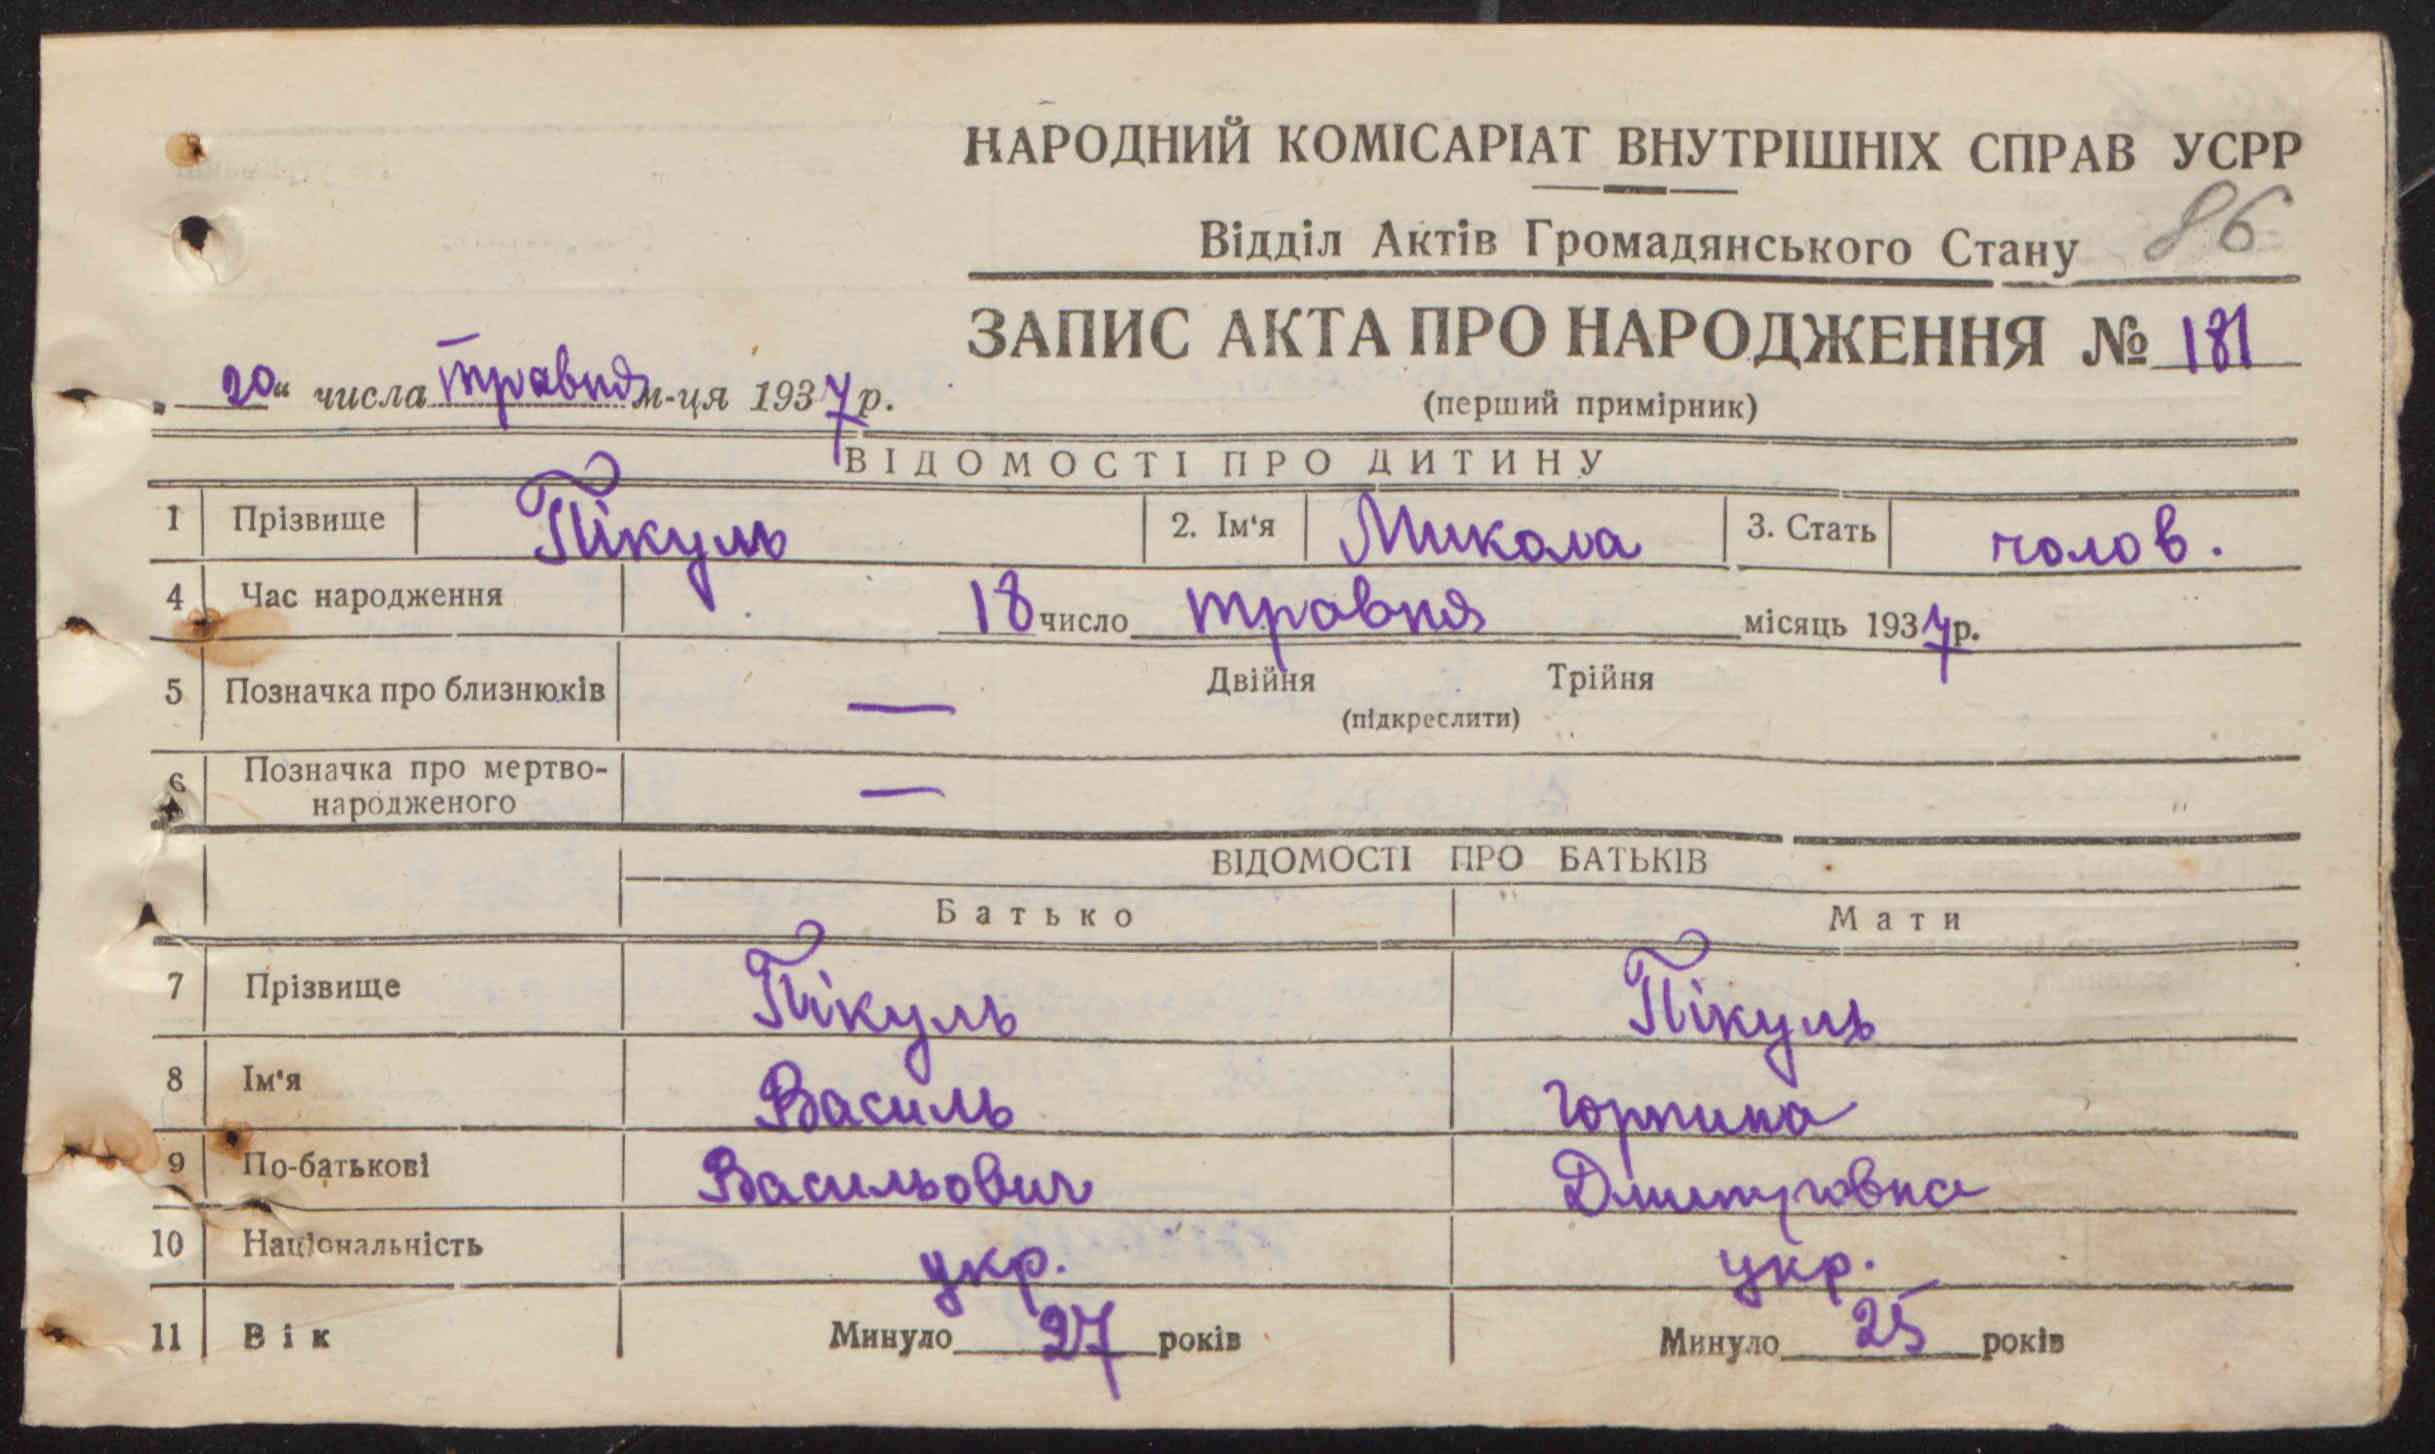 НАРОДНИЙ КОМІСАРІАТ ВНУТРІШНІХ СПРАВ УСРР
86
Відділ Актів Громадянського Стану
ЗАПИС АКТА ПРО НАРОДЖЕННЯ № 181
„20" числа травня м-ця 1937 р.
(перший примірник)
ВІДОМОСТІ ПРО ДИТИНУ
1 Прізвище Пікуль 2. Ім'я Микола 3. Стать чолов.
4 Час народження 18 число травня місяць 1937 р.
5 Позначка про близнюків — Двійня Трійня
(підкреслити)
6 Позначка про мертво-
народженого —
ВІДОМОСТІ ПРО БАТЬКІВ
Батько Мати
7 Прізвище Пікуль Пікуль
8 Ім'я Василь Горпина
9 По-батькові Васильович Дмитровна
10 Національність укр. укр.
11 Вік Минуло 27 років Минуло 25 років